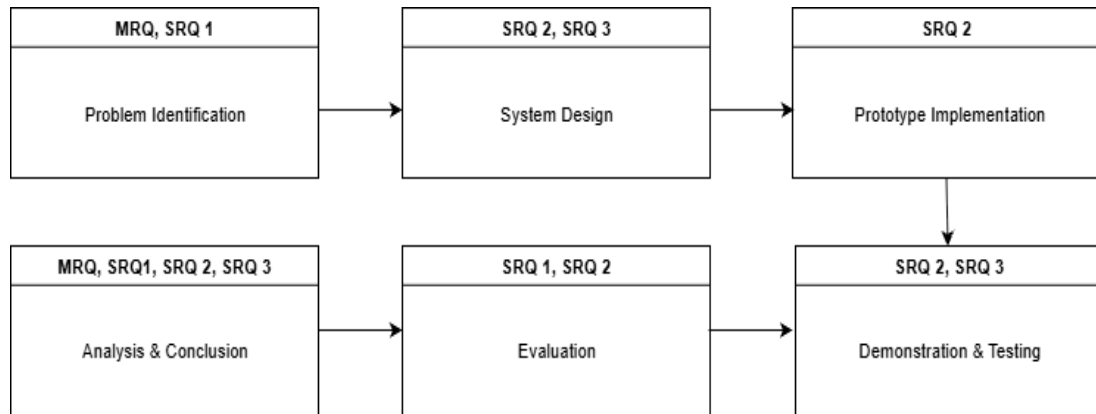 MRQ, SRQ 1
Problem Identification
SRQ 2, SRQ 3
System Design
SRQ 2
Prototype Implementation
MRQ, SRQ1, SRQ 2, SRQ 3
Analysis & Conclusion
SRQ 1, SRQ 2
Evaluation
SRQ 2, SRQ 3
Demonstration & Testing